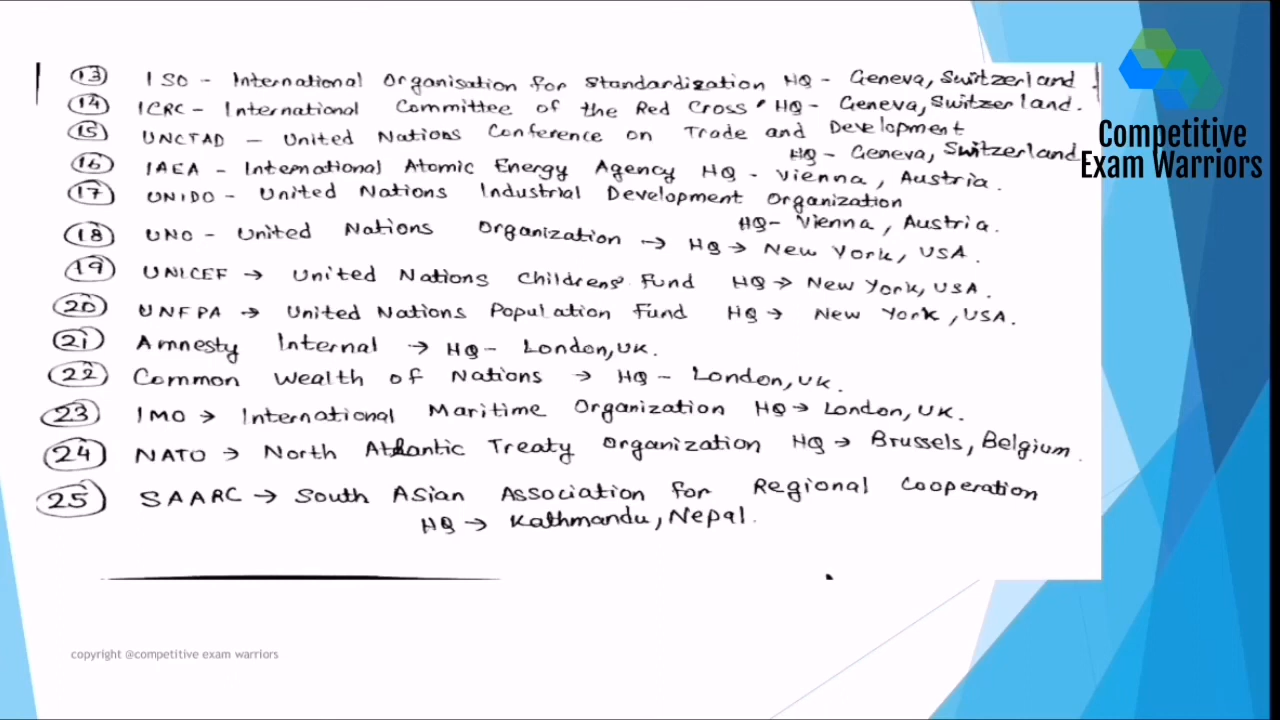 13 ISO - International Organisation for Standardization HQ - Geneva, Switzerland.
14 ICRC - International Committee of the Red Cross HQ - Geneva, Switzerland.
15 UNCTAD - United Nations Conference on Trade and Development
HQ - Geneva, Switzerland
16 IAEA - International Atomic Energy Agency HQ - Vienna, Austria.
17 UNIDO - United Nations Industrial Development Organization
HQ - Vienna, Austria.
18 UNO - United Nations Organization → HQ → New York, USA.
19 UNICEF → United Nations Childrens' Fund HQ → New York, USA.
20 UNFPA → United Nations Population Fund HQ → New York, USA.
21 Amnesty Internal → HQ - London, UK.
22 Common Wealth of Nations → HQ - London, UK.
23 IMO → International Maritime Organization HQ → London, UK.
24 NATO → North Atlantic Treaty Organization HQ → Brussels, Belgium.
25 SAARC → South Asian Association for Regional Cooperation
HQ → Kathmandu, Nepal.
Competitive
Exam Warriors
copyright @competitive exam warriors